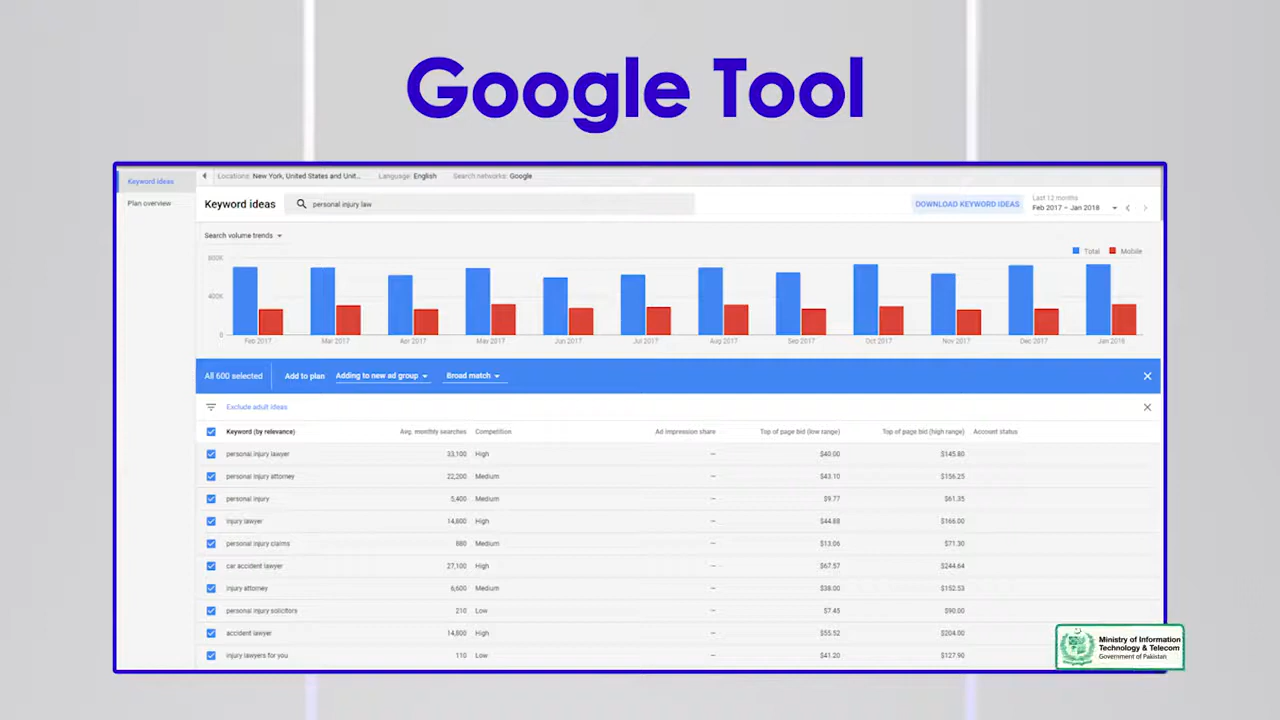 Google Tool
Keyword ideas
Plan overview
Locations: New York, United States and Unit... Language: English Search networks: Google
Keyword ideas personal injury law DOWNLOAD KEYWORD IDEAS Last 12 months
Feb 2017 – Jan 2018
Search volume trends
Total Mobile
800K
400K
0
Feb 2017 Mar 2017 Apr 2017 May 2017 Jun 2017 Jul 2017 Aug 2017 Sep 2017 Oct 2017 Nov 2017 Dec 2017 Jan 2018
All 600 selected Add to plan Adding to new ad group Broad match
Exclude adult ideas
Keyword (by relevance) Avg. monthly searches Competition Ad impression share Top of page bid (low range) Top of page bid (high range) Account status
personal injury lawyer 33,100 High – $40.00 $145.80
personal injury attorney 22,200 Medium – $43.10 $156.25
personal injury 5,400 Medium – $9.77 $61.35
injury lawyer 14,800 High – $44.88 $166.00
personal injury claims 880 Medium – $13.06 $71.30
car accident lawyer 27,100 High – $67.57 $244.64
injury attorney 6,600 Medium – $38.00 $152.53
personal injury solicitors 210 Low – $7.45 $90.00
accident lawyer 14,800 High – $55.52 $204.00
injury lawyers for you 110 Low – $41.20 $127.90
Ministry of Information
Technology & Telecom
Government of Pakistan